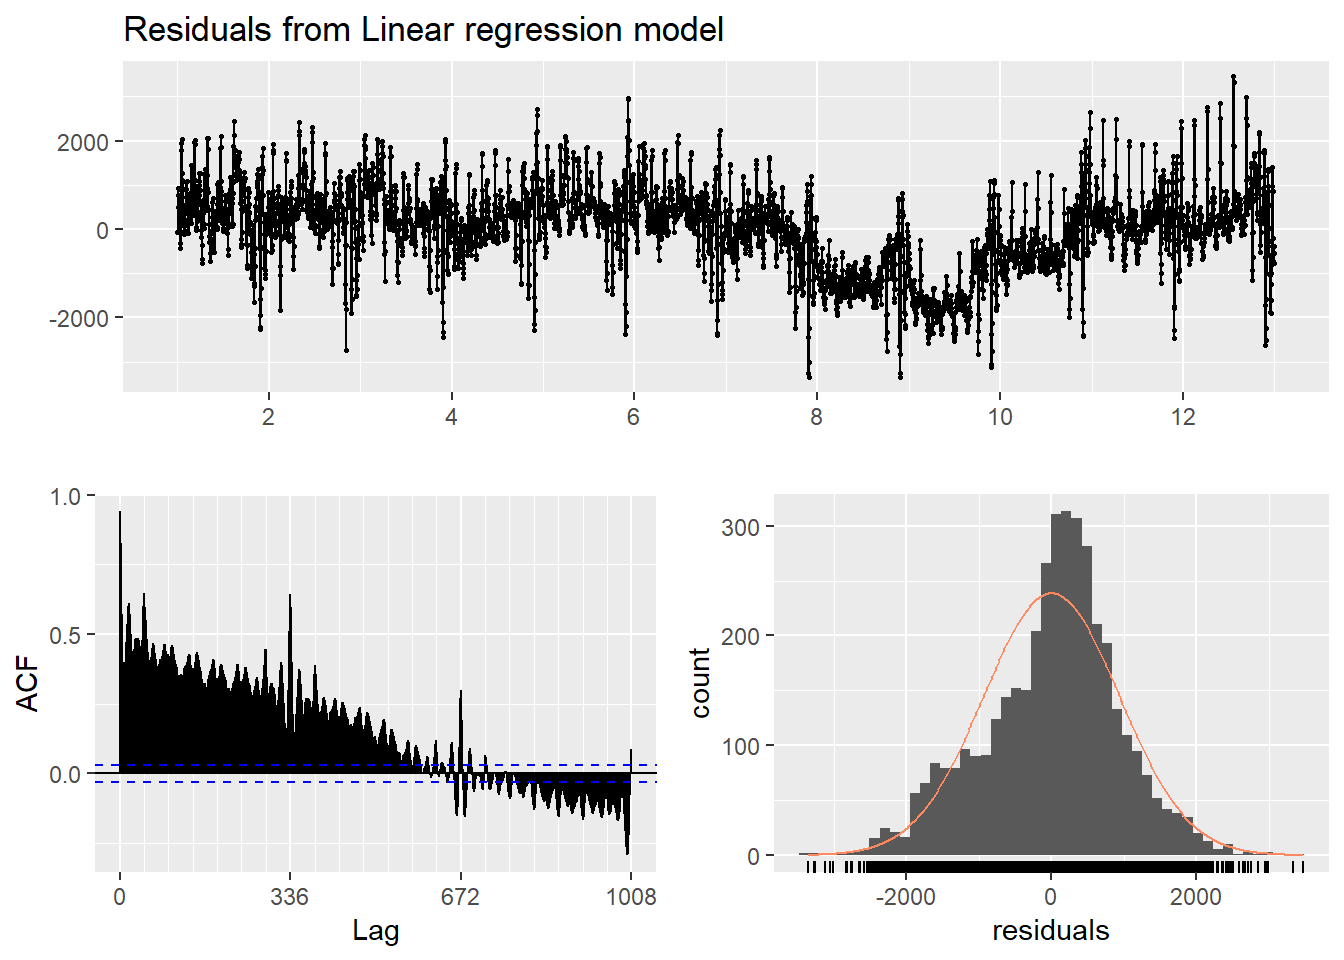 Residuals from Linear regression model
2000
0
-2000
2 4 6 8 10 12
1.0
0.5
0.0
ACF
0 336 672 1008
Lag
300
200
100
0
count
-2000 0 2000
residuals